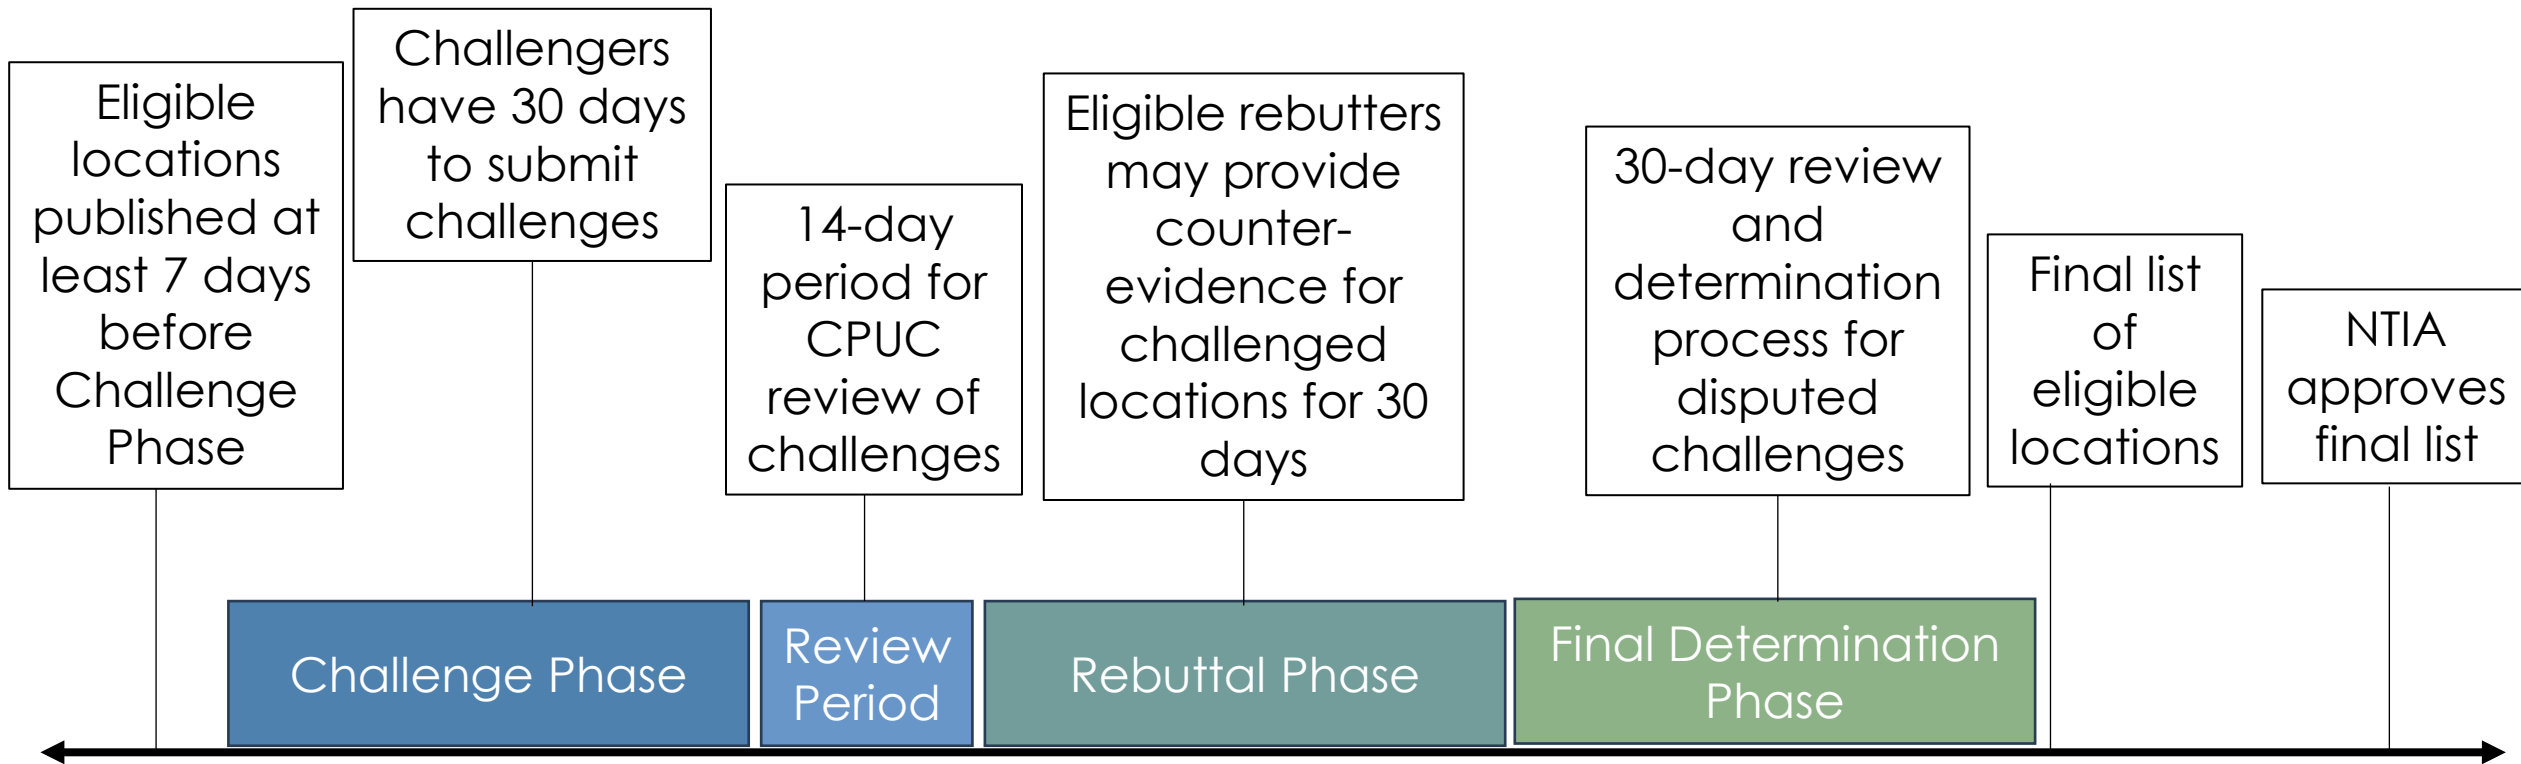 Eligible
locations
published at
least 7 days
before
Challenge
Phase
Challengers
have 30 days
to submit
challenges
14-day
period for
CPUC
review of
challenges
Eligible rebutters
may provide
counter-
evidence for
challenged
locations for 30
days
30-day review
and
determination
process for
disputed
challenges
Final list
of
eligible
locations
NTIA
approves
final list
Challenge Phase
Review
Period
Rebuttal Phase
Final Determination
Phase